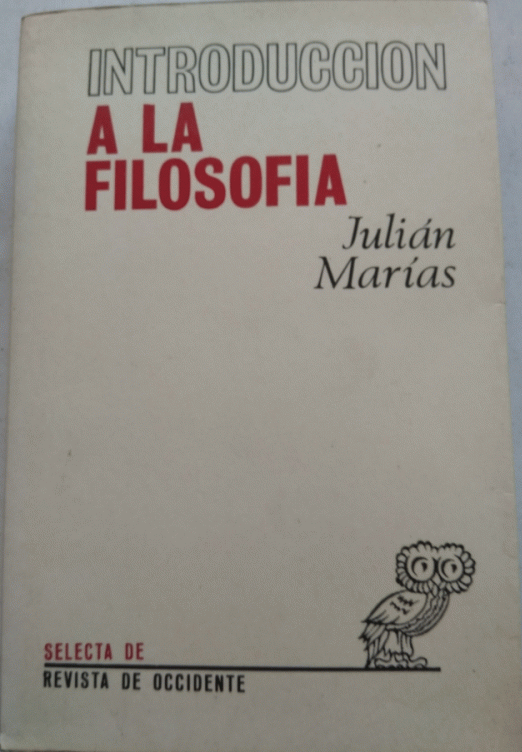 INTRODUCCION
A LA
FILOSOFIA
Julián
Marías
SELECTA DE
REVISTA DE OCCIDENTE